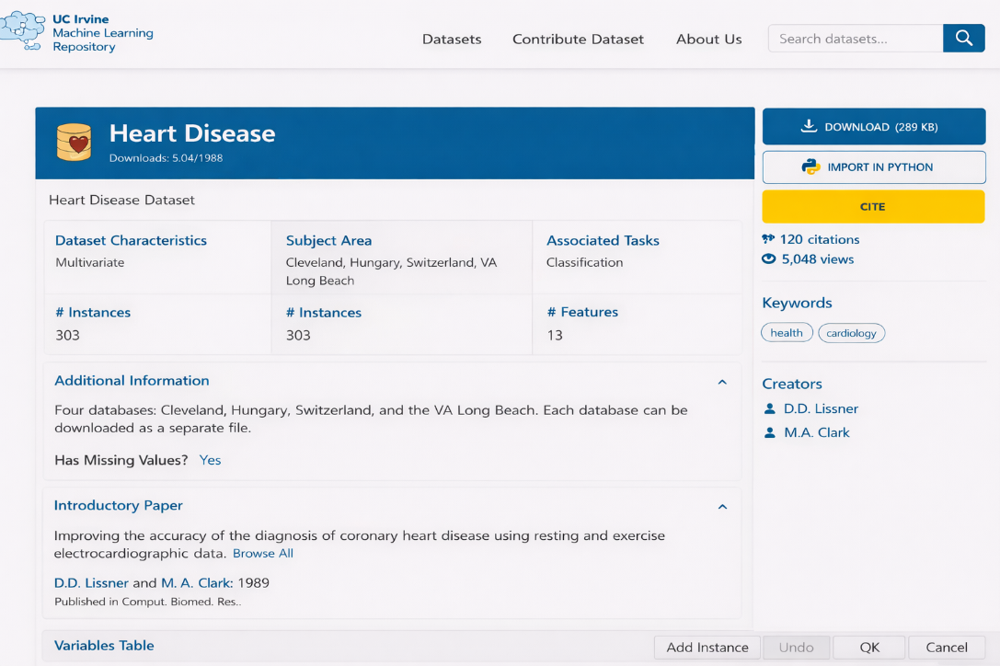 UC Irvine
Machine Learning
Repository
Datasets
Contribute Dataset
About Us
Search datasets...
Heart Disease
Downloads: 5.04/1988
DOWNLOAD (289 KB)
IMPORT IN PYTHON
CITE
120 citations
5,048 views
Keywords
health
cardiology
Creators
D.D. Lissner
M.A. Clark
Heart Disease Dataset
Dataset Characteristics
Multivariate
Subject Area
Cleveland, Hungary, Switzerland, VA
Long Beach
Associated Tasks
Classification
# Instances
303
# Instances
303
# Features
13
Additional Information
Four databases: Cleveland, Hungary, Switzerland, and the VA Long Beach. Each database can be
downloaded as a separate file.
Has Missing Values? Yes
Introductory Paper
Improving the accuracy of the diagnosis of coronary heart disease using resting and exercise
electrocardiographic data. Browse All
D.D. Lissner and M. A. Clark: 1989
Published in Comput. Biomed. Res..
Variables Table
Add Instance
Undo
QK
Cancel